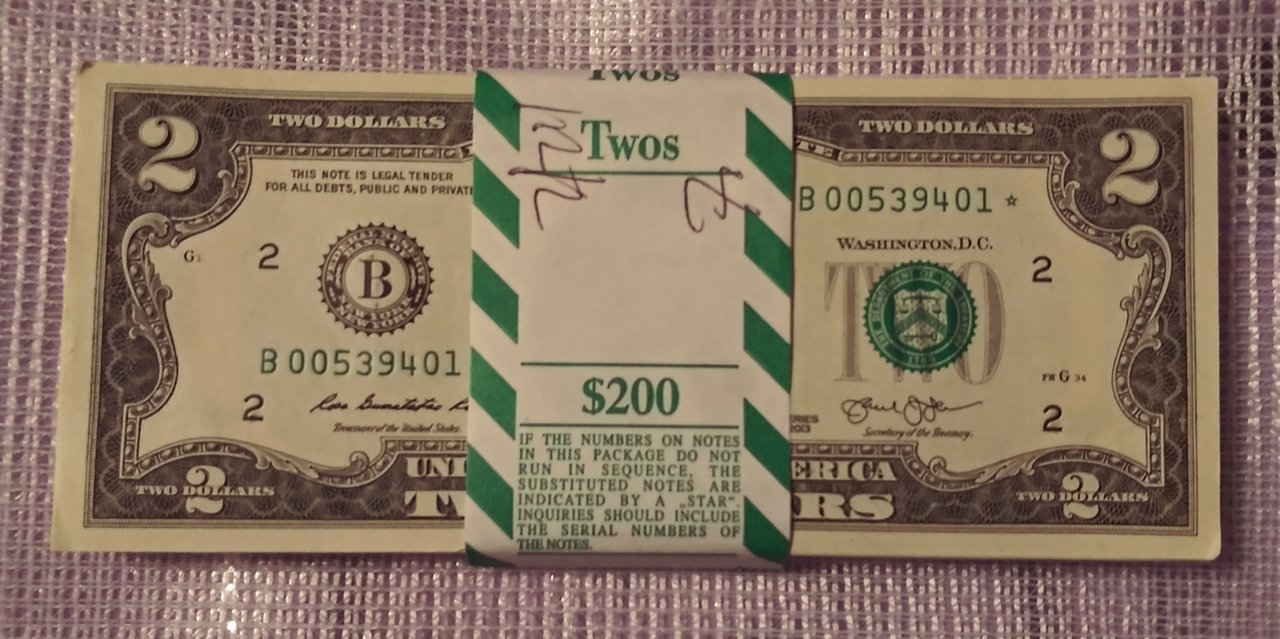 Twos
TWO DOLLARS
TWO DOLLARS
2
2
Twos
THIS NOTE IS LEGAL TENDER
FOR ALL DEBTS, PUBLIC AND PRIVATE
B 00539401 ★
WASHINGTON, D.C.
G1
2
2
B
TWO
B 00539401
FW G 34
$200
2
2
Treasurer of the United States.
Secretary of the Treasury.
IF THE NUMBERS ON NOTES
IN THIS PACKAGE DO NOT
RUN IN SEQUENCE, THE
SUBSTITUTED NOTES ARE
INDICATED BY A „STAR".
INQUIRIES SHOULD INCLUDE
THE SERIAL NUMBERS OF
THE NOTES.
UNI
ERICA
2
TWO DOLLARS
2
TWO DOLLARS